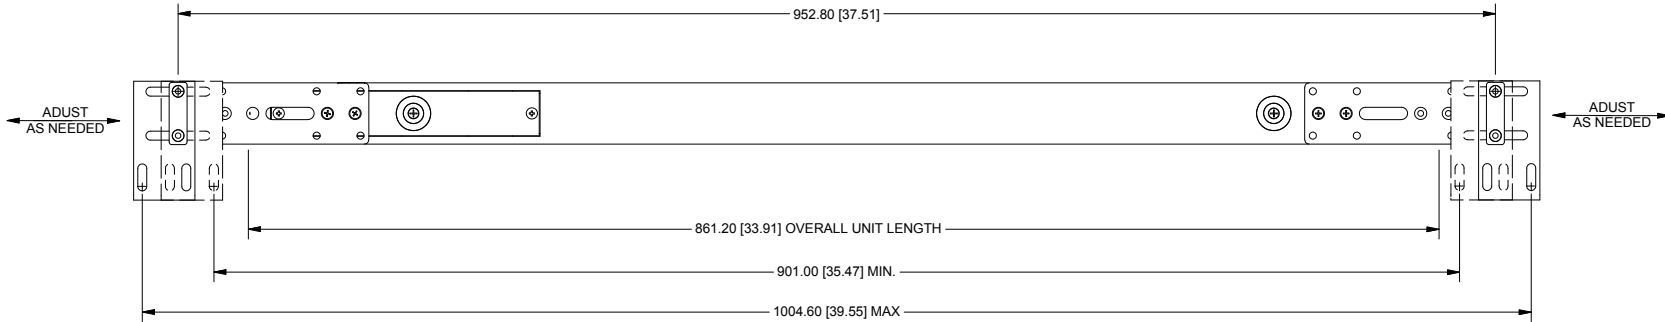 952.80 [37.51]
ADUST
AS NEEDED
ADUST
AS NEEDED
861.20 [33.91] OVERALL UNIT LENGTH
901.00 [35.47] MIN.
1004.60 [39.55] MAX